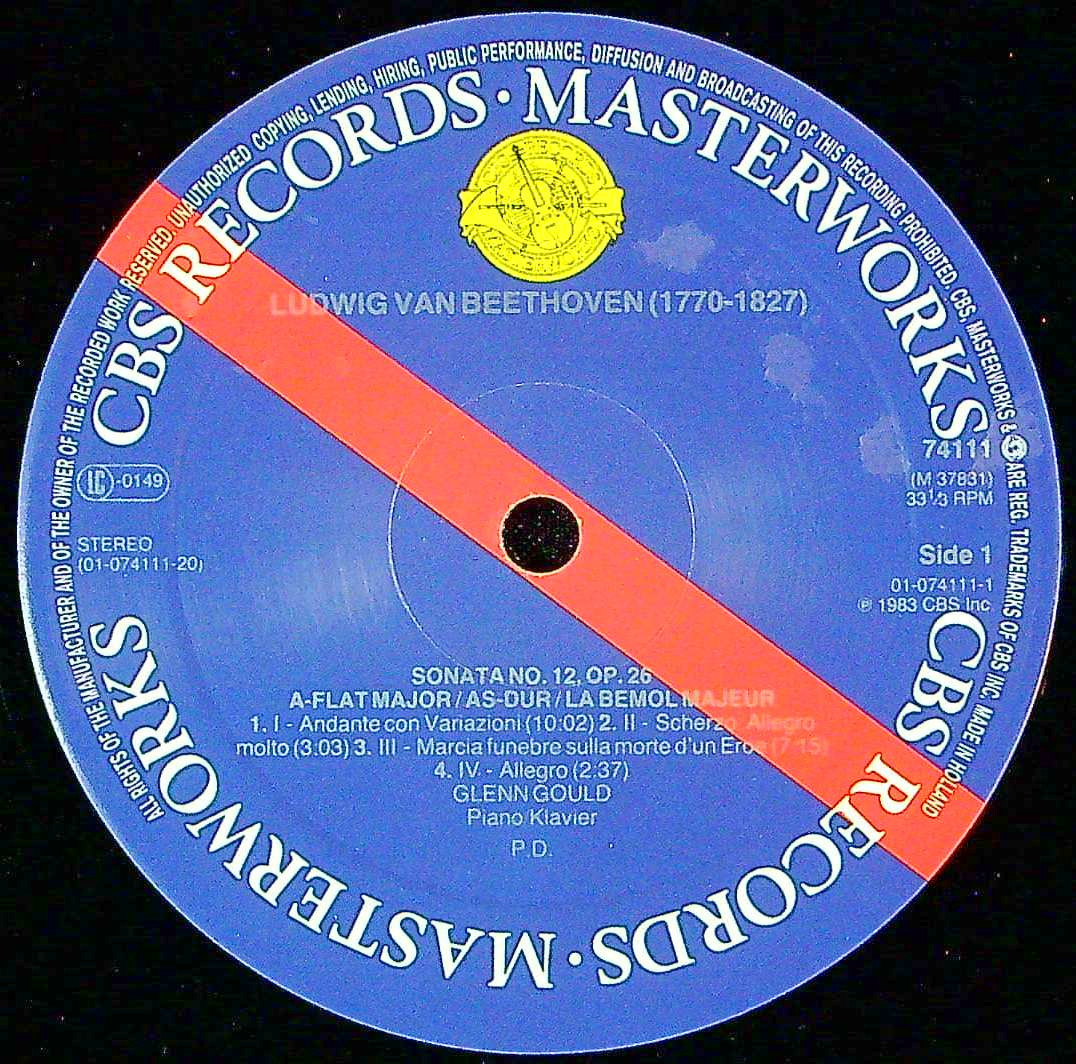 ALL RIGHTS OF THE MANUFACTURER AND OF THE OWNER OF THE RECORDED WORK RESERVED. UNAUTHORIZED COPYING, LENDING, HIRING, PUBLIC PERFORMANCE, DIFFUSION AND BROADCASTING OF THIS RECORDING PROHIBITED. CBS, MASTERWORKS & ARE REG. TRADEMARKS OF CBS INC. MADE IN HOLLAND
CBS RECORDS · MASTERWORKS
LUDWIG VAN BEETHOVEN (1770-1827)
74111
(M 37831)
33 1/3 RPM
LC-0149
STEREO
(01-074111-20)
Side 1
01-074111-1
℗ 1983 CBS Inc
SONATA NO. 12, OP. 26
A-FLAT MAJOR / AS-DUR / LA BEMOL MAJEUR
1. I - Andante con Variazioni (10:02) 2. II - Scherzo Allegro
molto (3:03) 3. III - Marcia funebre sulla morte d'un Eroe (7:15)
4. IV. - Allegro (2:37)
GLENN GOULD
Piano Klavier
P.D.
CBS RECORDS · MASTERWORKS